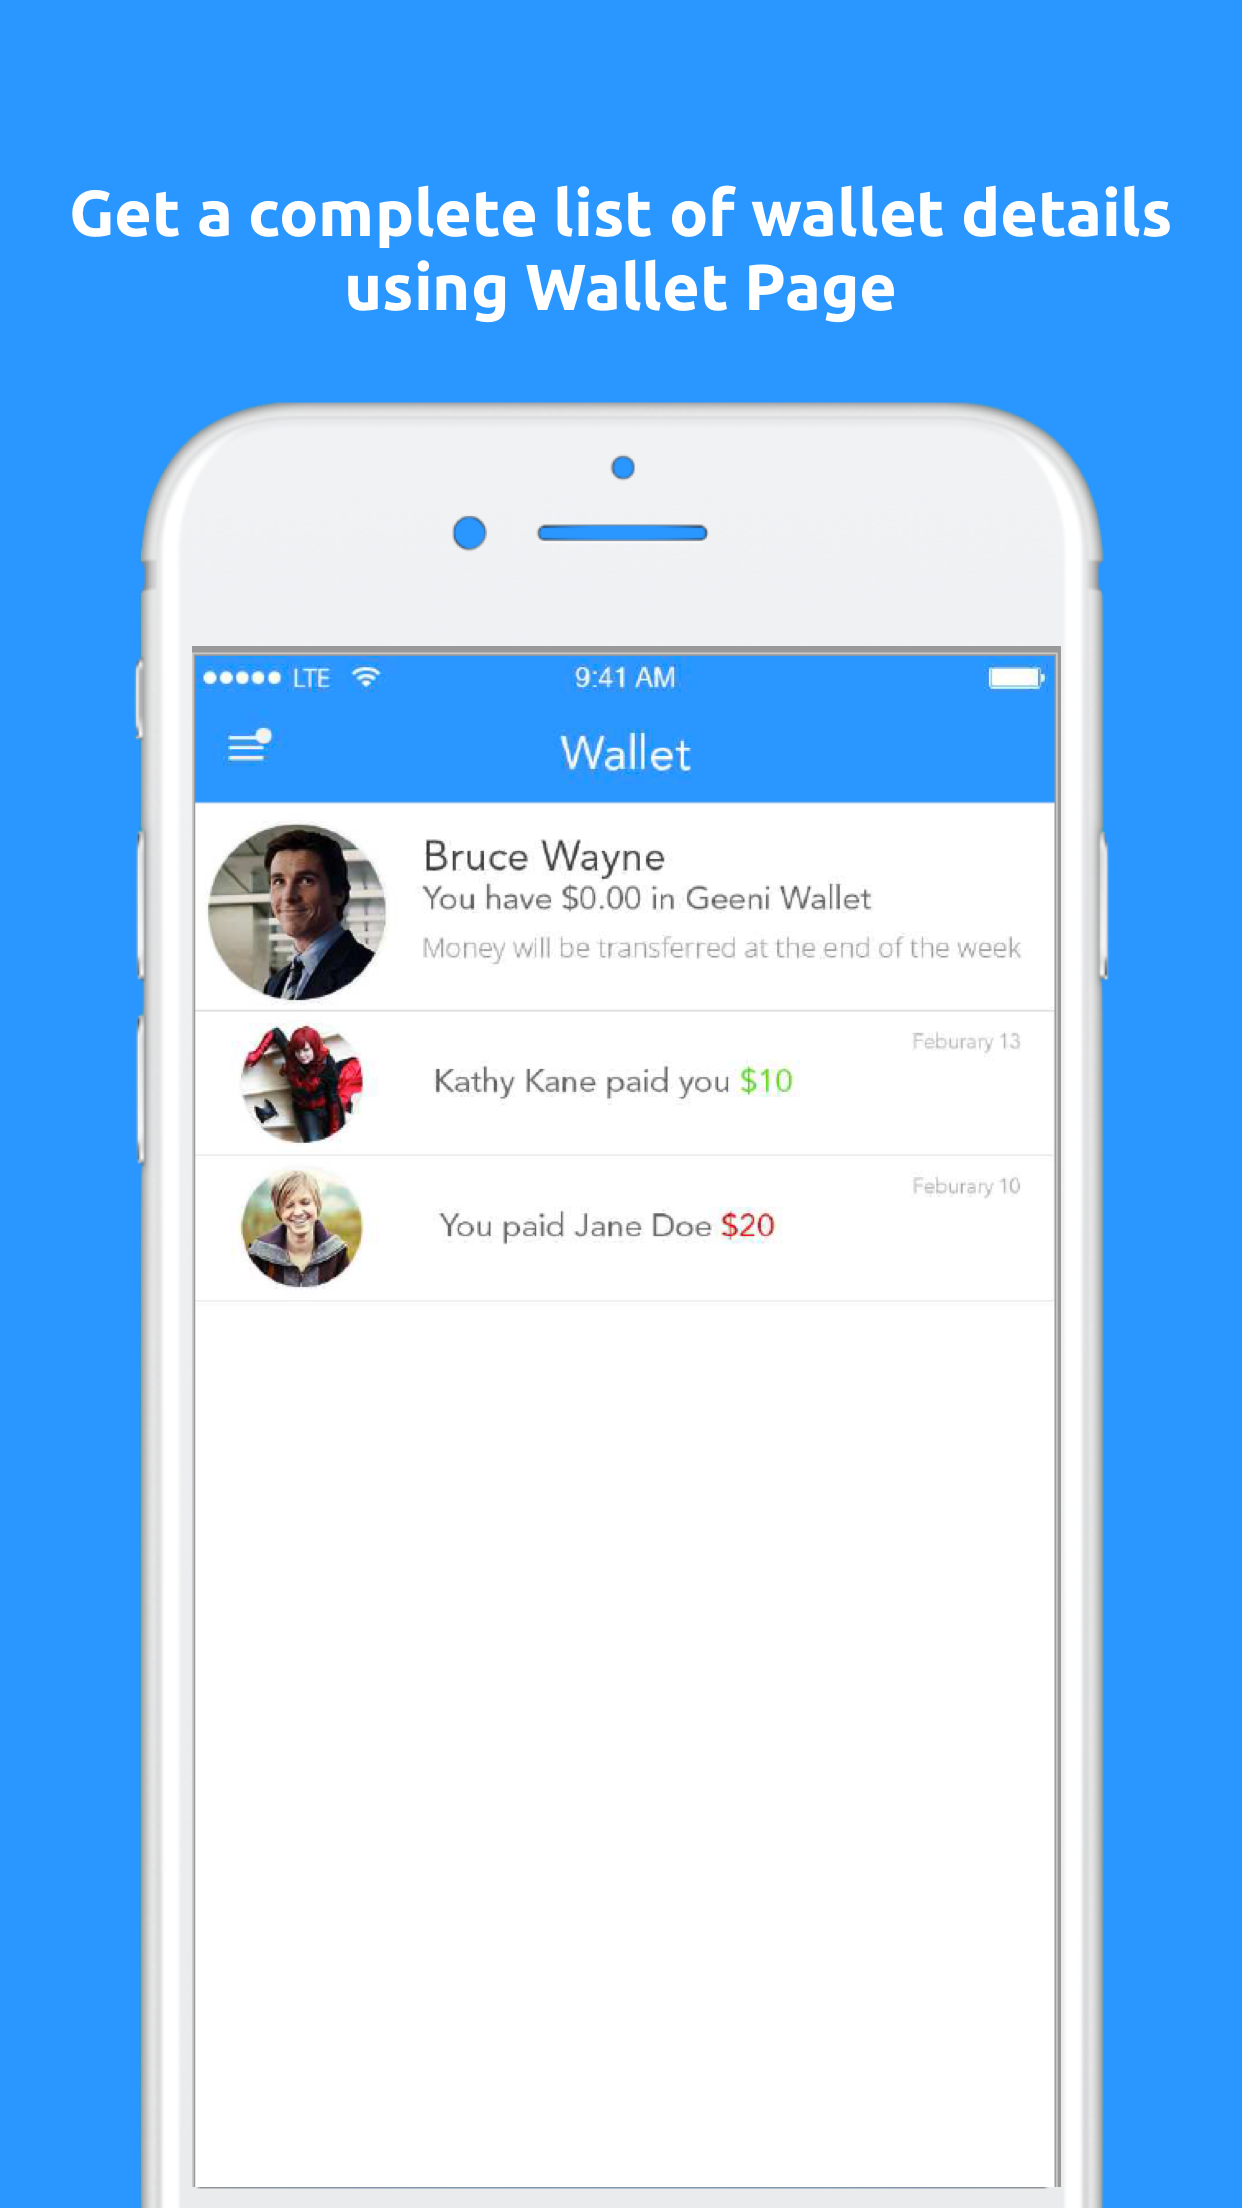 Get a complete list of wallet details
using Wallet Page
LTE
9:41 AM
Wallet
Bruce Wayne
You have $0.00 in Geeni Wallet
Money will be transferred at the end of the week
Feburary 13
Kathy Kane paid you $10
Feburary 10
You paid Jane Doe $20